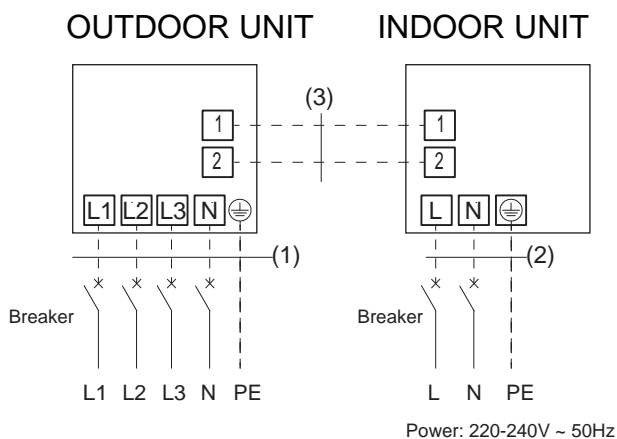 OUTDOOR UNIT INDOOR UNIT
(3)
1 1
2 2
L1 L2 L3 N L N
(1) (2)
Breaker Breaker
L1 L2 L3 N PE L N PE
Power: 220-240V ~ 50Hz